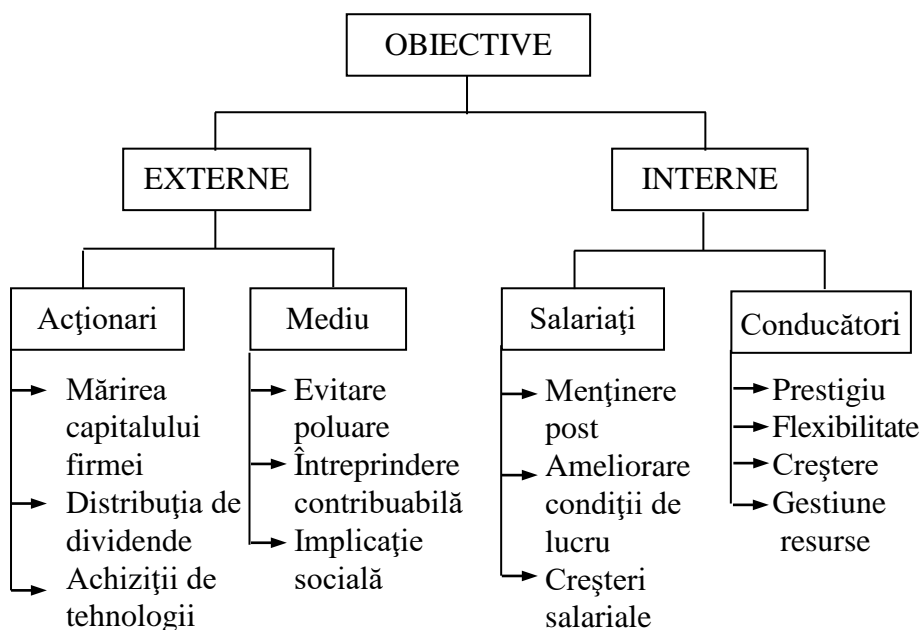 OBIECTIVE
EXTERNE
INTERNE
Acţionari
Mediu
Salariaţi
Conducători
Mărirea
capitalului
firmei
Distribuţia de
dividende
Achiziţii de
tehnologii
Evitare
poluare
Întreprindere
contribuabilă
Implicaţie
socială
Menţinere
post
Ameliorare
condiţii de
lucru
Creşteri
salariale
Prestigiu
Flexibilitate
Creştere
Gestiune
resurse